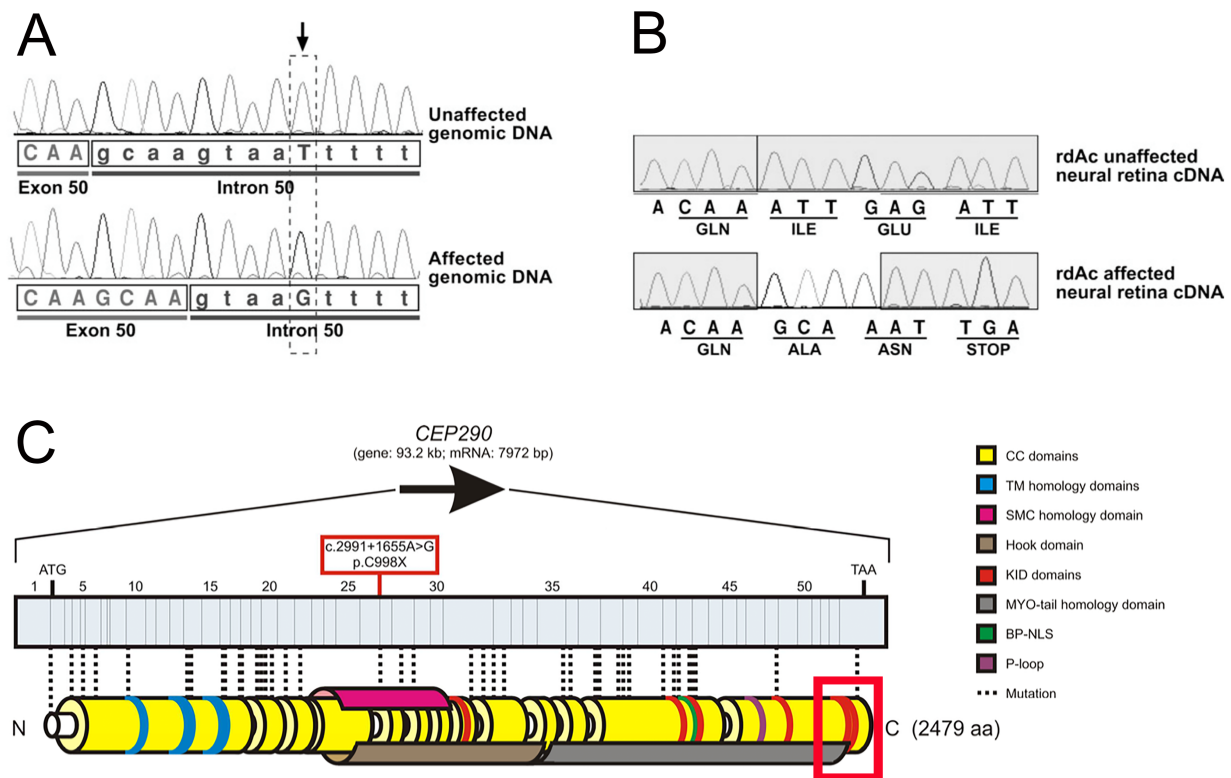 A
Unaffected
genomic DNA
C A A g c a a g t a a T t t t t
Exon 50 Intron 50
Affected
genomic DNA
C A A G C A A g t a a G t t t t
Exon 50 Intron 50
B
rdAc unaffected
neural retina cDNA
A C A A A T T G A G A T T
GLN ILE GLU ILE
rdAc affected
neural retina cDNA
A C A A G C A A A T T G A
GLN ALA ASN STOP
C
CEP290
(gene: 93.2 kb; mRNA: 7972 bp)
c.2991+1655A>G
p.C998X
ATG TAA
1 5 10 15 20 25 30 35 40 45 50
N C (2479 aa)
CC domains
TM homology domains
SMC homology domain
Hook domain
KID domains
MYO-tail homology domain
BP-NLS
P-loop
Mutation